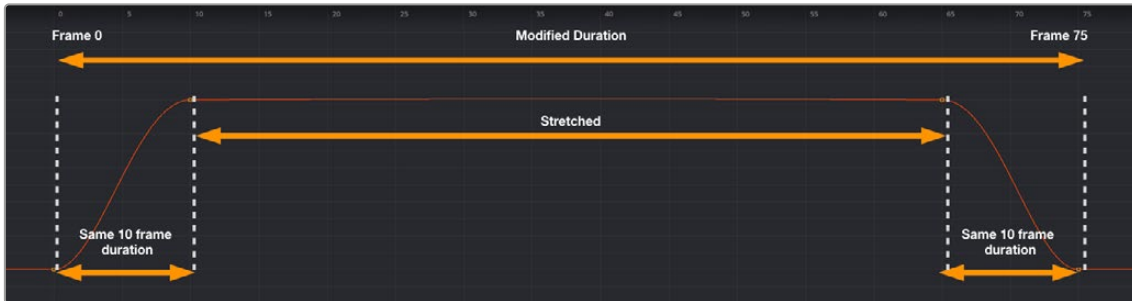 0 5 10 15 20 25 30 35 40 45 50 55 60 65 70 75
Frame 0 Modified Duration Frame 75
Stretched
Same 10 frame
duration
Same 10 frame
duration